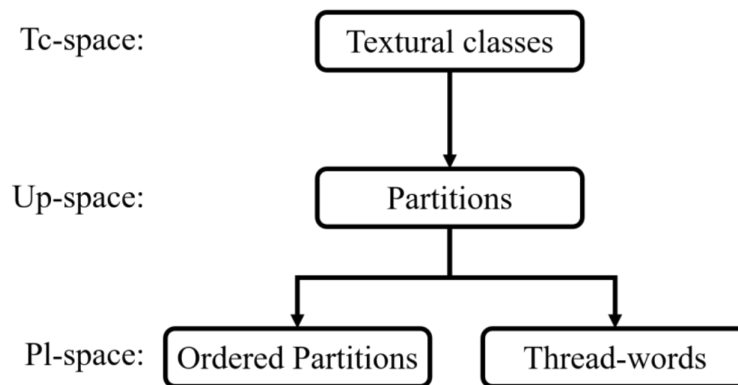 Tc-space: Textural classes
Up-space: Partitions
Pl-space: Ordered Partitions Thread-words